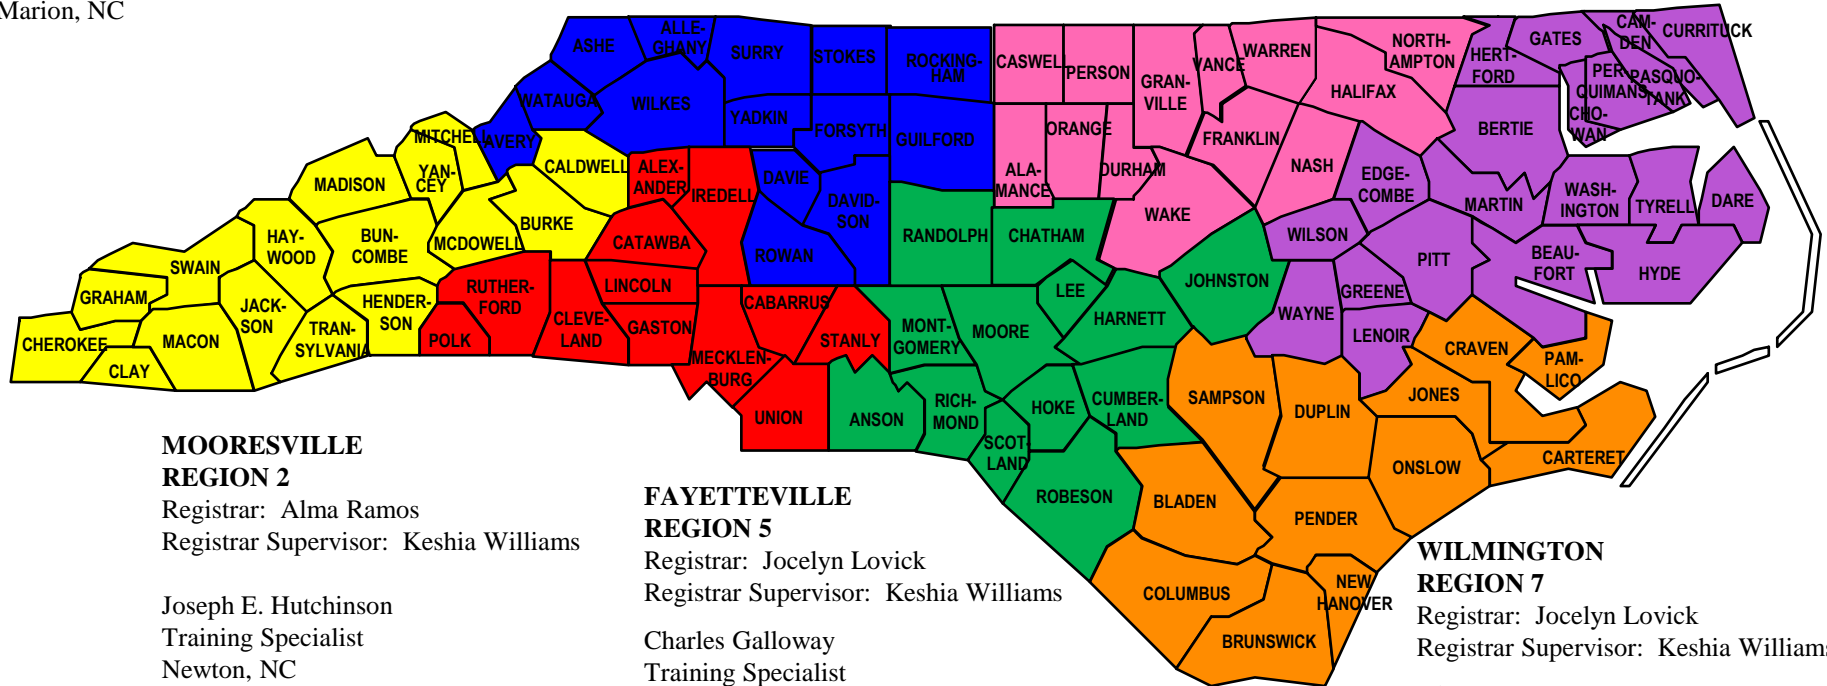 Marion, NC
ASHE
ALLE-
GHANY
SURRY
STOKES
ROCKING-
HAM
CASWELL
PERSON
GRAN-
VILLE
VANCE
WARREN
NORTH-
AMPTON
HERT-
FORD
GATES
CAM-
DEN
CURRITUCK
WATAUGA
WILKES
YADKIN
FORSYTH
GUILFORD
ALA-
MANCE
ORANGE
DURHAM
FRANKLIN
HALIFAX
NASH
BERTIE
PER-
QUIMANS
PASQUO-
TANK
CHO-
WAN
MITCHELL
AVERY
CALDWELL
ALEX-
ANDER
IREDELL
DAVIE
DAVID-
SON
ROWAN
WAKE
EDGE-
COMBE
MARTIN
WASH-
INGTON
TYRELL
DARE
MADISON
YAN-
CEY
BURKE
MCDOWELL
CATAWBA
RANDOLPH
CHATHAM
WILSON
PITT
BEAU-
FORT
HYDE
HAY-
WOOD
BUN-
COMBE
SWAIN
GRAHAM
JACK-
SON
HENDER-
SON
RUTHER-
FORD
LINCOLN
CABARRUS
LEE
JOHNSTON
GREENE
WAYNE
LENOIR
CHEROKEE
CLAY
MACON
TRAN-
SYLVANIA
POLK
CLEVE-
LAND
GASTON
MECKLEN-
BURG
STANLY
MONT-
GOMERY
MOORE
HARNETT
CRAVEN
PAM-
LICO
UNION
ANSON
RICH-
MOND
HOKE
CUMBER-
LAND
SCOT-
LAND
SAMPSON
DUPLIN
JONES
ONSLOW
CARTERET
ROBESON
BLADEN
PENDER
COLUMBUS
NEW
HANOVER
BRUNSWICK
MOORESVILLE
REGION 2
Registrar: Alma Ramos
Registrar Supervisor: Keshia Williams
Joseph E. Hutchinson
Training Specialist
Newton, NC
FAYETTEVILLE
REGION 5
Registrar: Jocelyn Lovick
Registrar Supervisor: Keshia Williams
Charles Galloway
Training Specialist
WILMINGTON
REGION 7
Registrar: Jocelyn Lovick
Registrar Supervisor: Keshia Williams